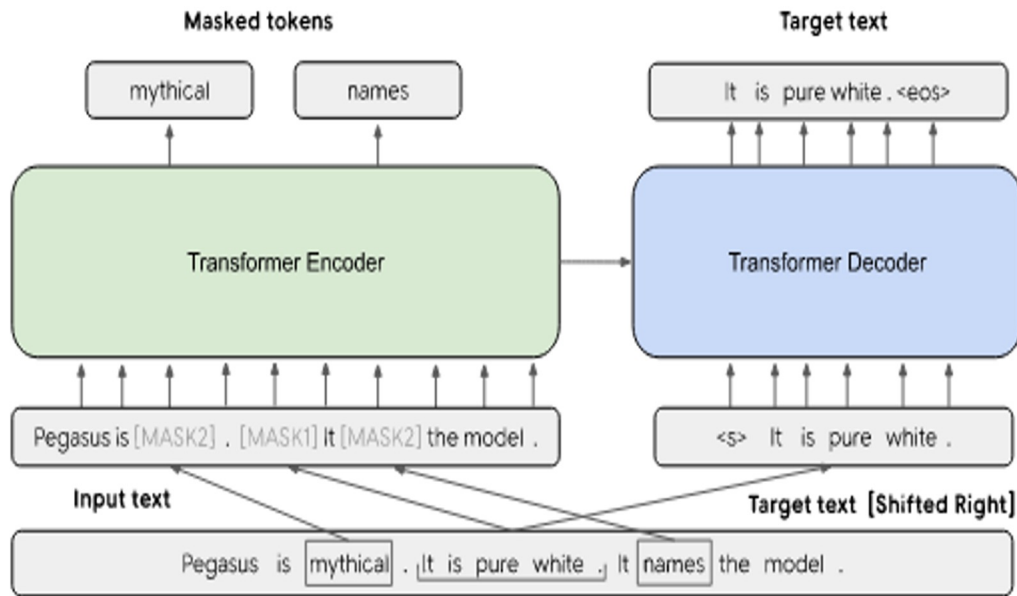 Masked tokens
Target text
mythical
names
It is pure white . <eos>
Transformer Encoder
Transformer Decoder
Pegasus is [MASK2] . [MASK1] It [MASK2] the model .
<s> It is pure white .
Input text
Target text [Shifted Right]
Pegasus is mythical . It is pure white . It names the model .